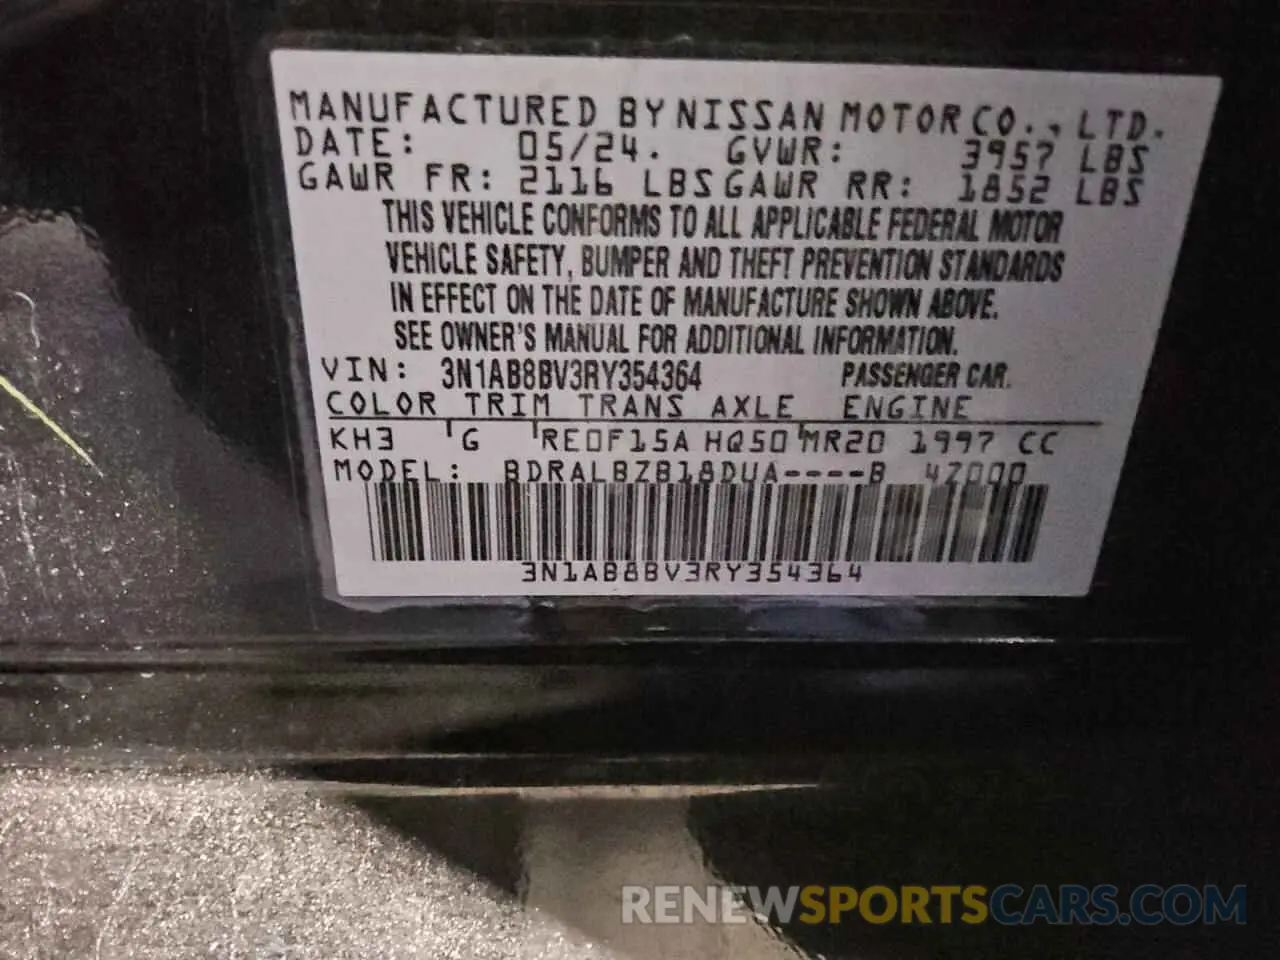 MANUFACTURED BY NISSAN MOTOR CO., LTD.
DATE: 05/24. GVWR: 3957 LBS
GAWR FR: 2116 LBS GAWR RR: 1852 LBS
THIS VEHICLE CONFORMS TO ALL APPLICABLE FEDERAL MOTOR
VEHICLE SAFETY, BUMPER AND THEFT PREVENTION STANDARDS
IN EFFECT ON THE DATE OF MANUFACTURE SHOWN ABOVE.
SEE OWNER'S MANUAL FOR ADDITIONAL INFORMATION.
VIN: 3N1AB8BV3RY354364 PASSENGER CAR.
COLOR TRIM TRANS AXLE ENGINE
KH3 G RE0F15A HQ50 MR20 1997 CC
MODEL: BDRALBZB18DUA----B 4Z000
3N1AB8BV3RY354364
RENEWSPORTSCARS.COM